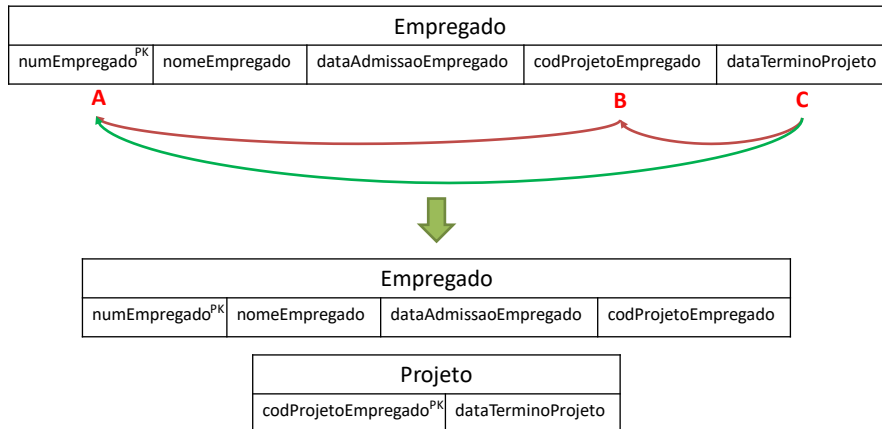 Empregado
numEmpregadoPK nomeEmpregado dataAdmissaoEmpregado codProjetoEmpregado dataTerminoProjeto
A B C
Empregado
numEmpregadoPK nomeEmpregado dataAdmissaoEmpregado codProjetoEmpregado
Projeto
codProjetoEmpregadoPK dataTerminoProjeto